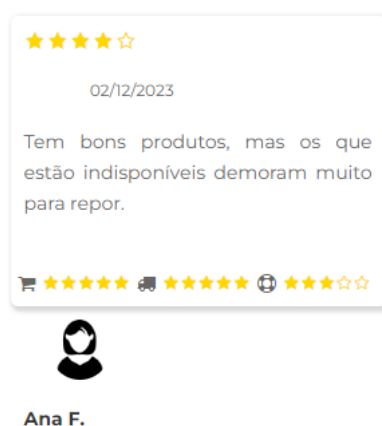 02/12/2023
Tem bons produtos, mas os que
estão indisponíveis demoram muito
para repor.
Ana F.